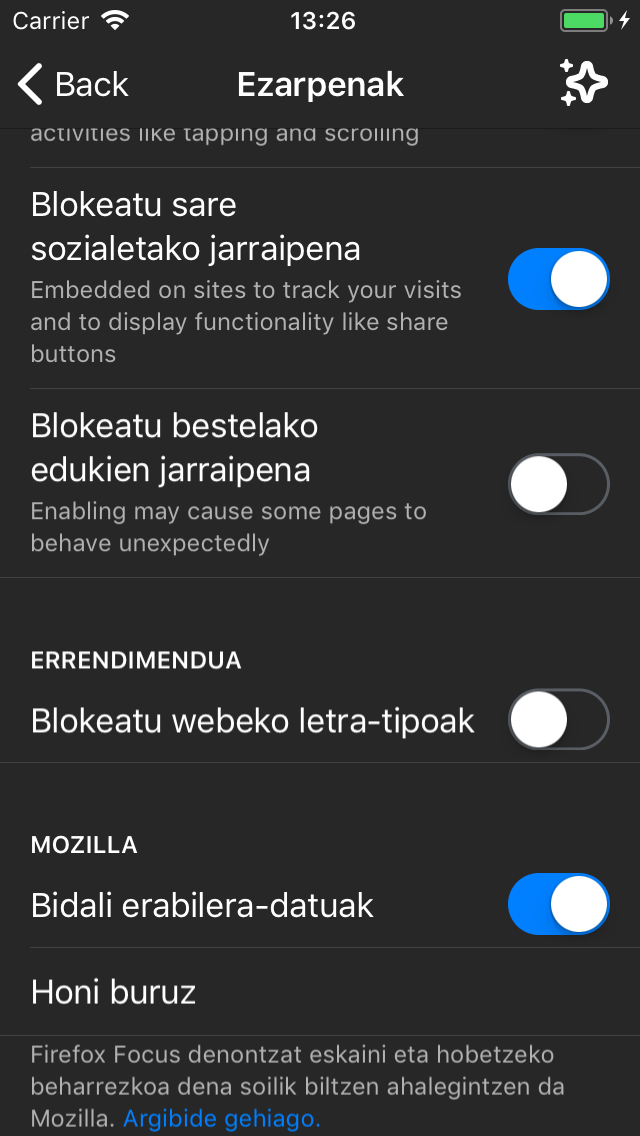 Carrier 13:26
Back Ezarpenak
activities like tapping and scrolling
Blokeatu sare
sozialetako jarraipena
Embedded on sites to track your visits
and to display functionality like share
buttons
Blokeatu bestelako
edukien jarraipena
Enabling may cause some pages to
behave unexpectedly
ERRENDIMENDUA
Blokeatu webeko letra-tipoak
MOZILLA
Bidali erabilera-datuak
Honi buruz
Firefox Focus denontzat eskaini eta hobetzeko
beharrezkoa dena soilik biltzen ahalegintzen da
Mozilla. Argibide gehiago.